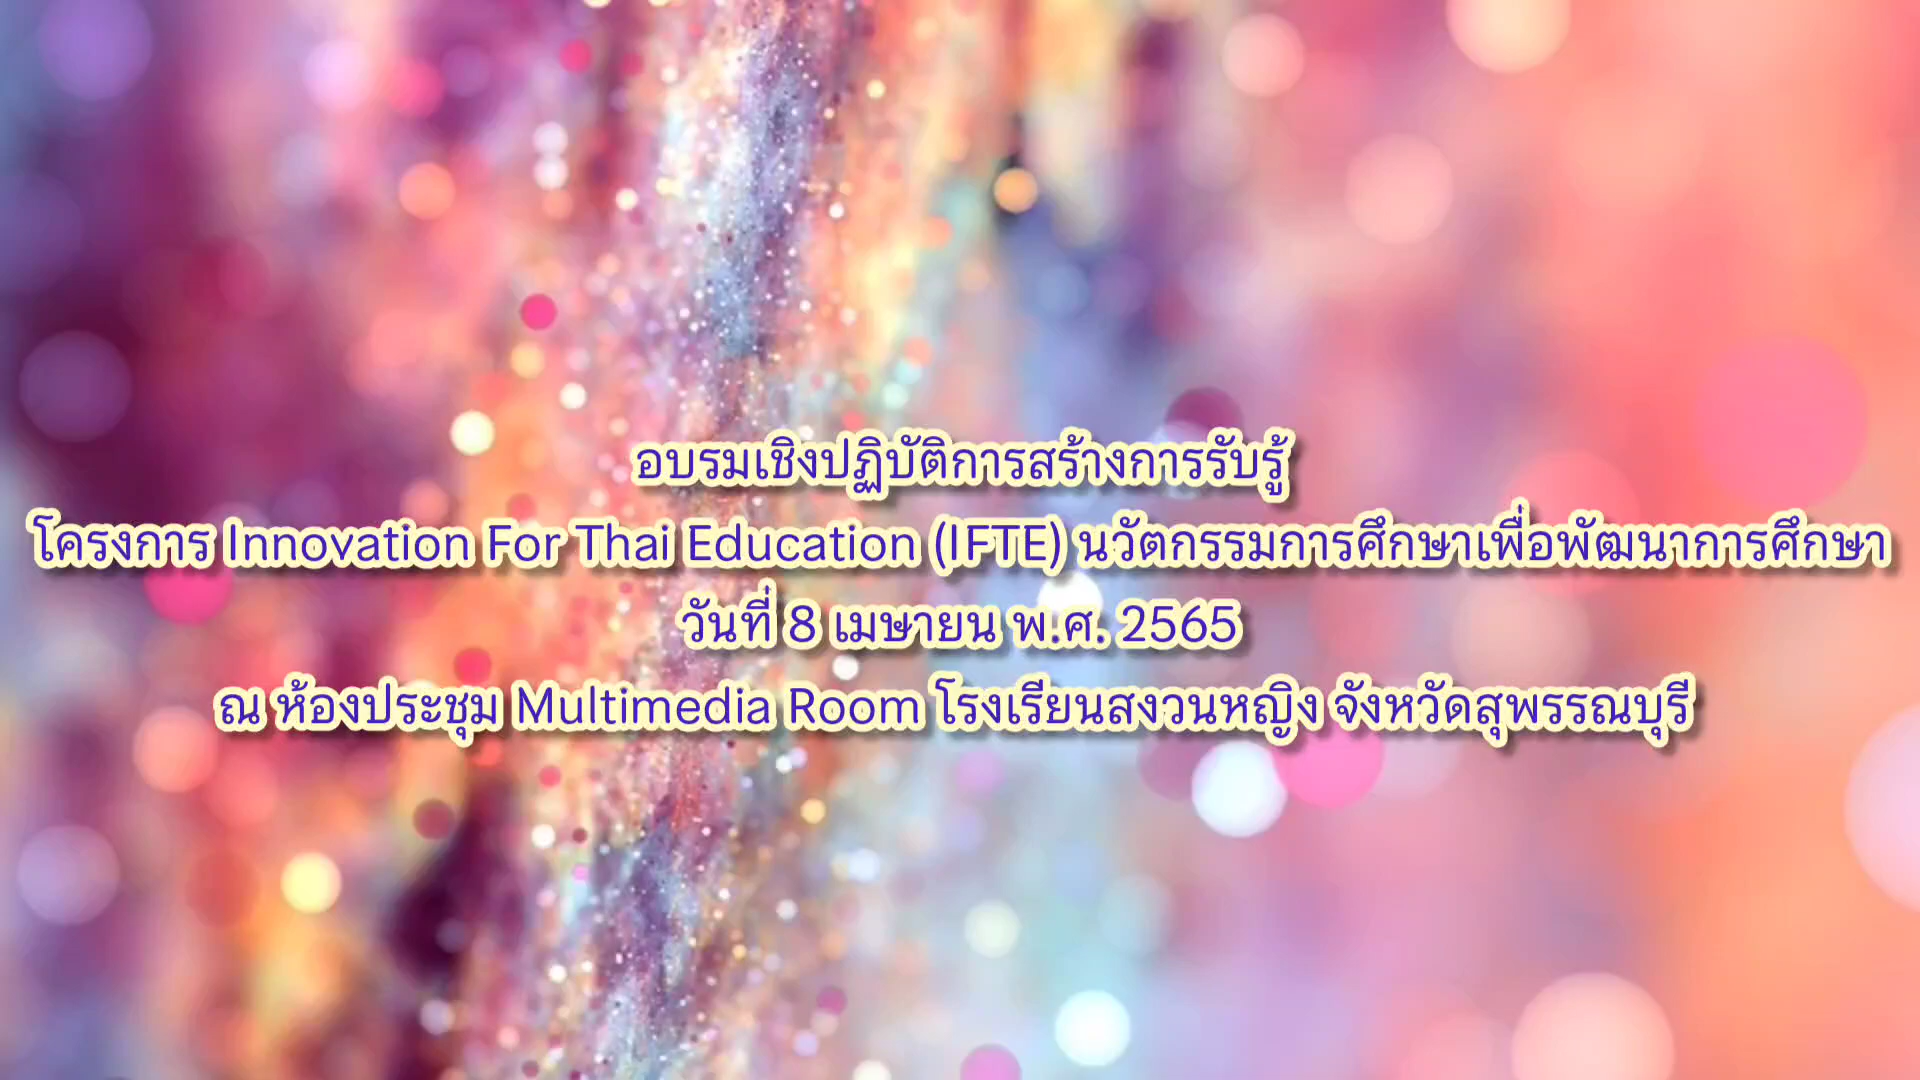 อบรมเชิงปฏิบัติการสร้างการรับรู้
โครงการ Innovation For Thai Education (IFTE) นวัตกรรมการศึกษาเพื่อพัฒนาการศึกษา
วันที่ 8 เมษายน พ.ศ. 2565
ณ ห้องประชุม Multimedia Room โรงเรียนสงวนหญิง จังหวัดสุพรรณบุรี